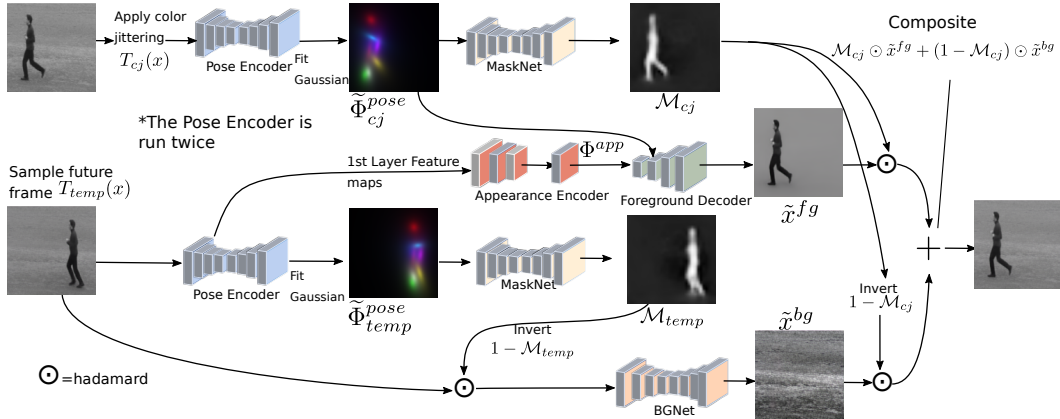 Apply color
jittering
T_{cj}(x)
Pose Encoder
Fit
Gaussian
\widetilde{\Phi}_{cj}^{pose}
MaskNet
\mathcal{M}_{cj}
Composite
\mathcal{M}_{cj} ⊙ \tilde{x}^{fg} + (1 − \mathcal{M}_{cj}) ⊙ \tilde{x}^{bg}
*The Pose Encoder is
run twice
1st Layer Feature
maps
Appearance Encoder
Φ^{app}
Foreground Decoder
\tilde{x}^{fg}
Sample future
frame T_{temp}(x)
Pose Encoder
Fit
Gaussian
\widetilde{\Phi}_{temp}^{pose}
MaskNet
\mathcal{M}_{temp}
Invert
1 − \mathcal{M}_{temp}
Invert
1 − \mathcal{M}_{cj}
\tilde{x}^{bg}
BGNet
⊙=hadamard